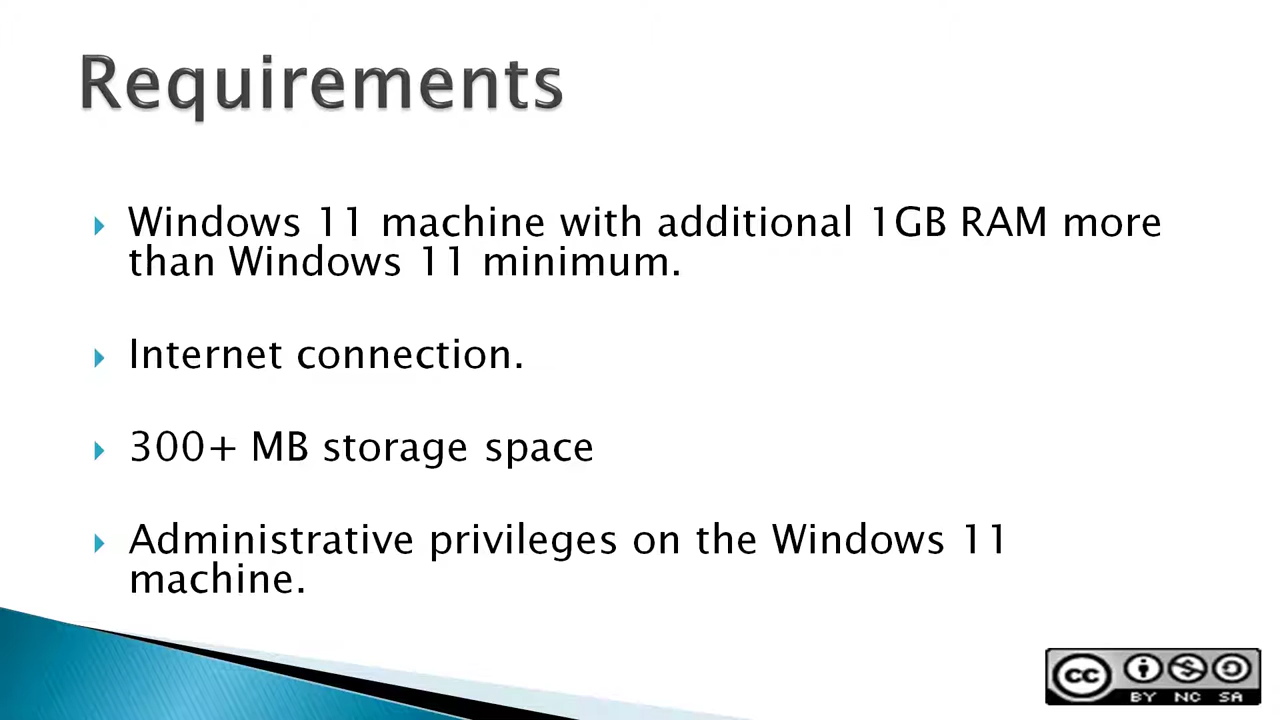 Requirements
Windows 11 machine with additional 1GB RAM more
than Windows 11 minimum.
Internet connection.
300+ MB storage space
Administrative privileges on the Windows 11
machine.
cc
BY NC SA